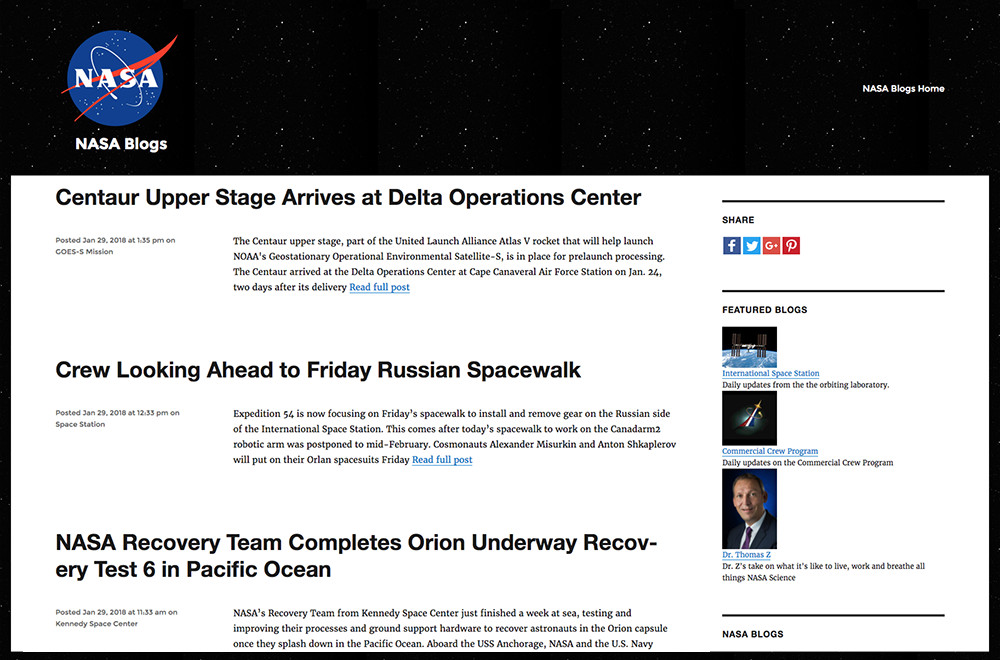 NASA
NASA Blogs
NASA Blogs Home
Centaur Upper Stage Arrives at Delta Operations Center
Posted Jan 29, 2018 at 1:35 pm on
GOES-S Mission
The Centaur upper stage, part of the United Launch Alliance Atlas V rocket that will help launch
NOAA's Geostationary Operational Environmental Satellite-S, is in place for prelaunch processing.
The Centaur arrived at the Delta Operations Center at Cape Canaveral Air Force Station on Jan. 24,
two days after its delivery Read full post
Crew Looking Ahead to Friday Russian Spacewalk
Posted Jan 29, 2018 at 12:33 pm on
Space Station
Expedition 54 is now focusing on Friday's spacewalk to install and remove gear on the Russian side
of the International Space Station. This comes after today's spacewalk to work on the Canadarm2
robotic arm was postponed to mid-February. Cosmonauts Alexander Misurkin and Anton Shkaplerov
will put on their Orlan spacesuits Friday Read full post
NASA Recovery Team Completes Orion Underway Recov-
ery Test 6 in Pacific Ocean
Posted Jan 29, 2018 at 11:33 am on
Kennedy Space Center
NASA's Recovery Team from Kennedy Space Center just finished a week at sea, testing and
improving their processes and ground support hardware to recover astronauts in the Orion capsule
once they splash down in the Pacific Ocean. Aboard the USS Anchorage, NASA and the U.S. Navy
SHARE
FEATURED BLOGS
International Space Station
Daily updates from the the orbiting laboratory.
Commercial Crew Program
Daily updates on the Commercial Crew Program
Dr. Thomas Z
Dr. Z's take on what it's like to live, work and breathe all
things NASA Science
NASA BLOGS